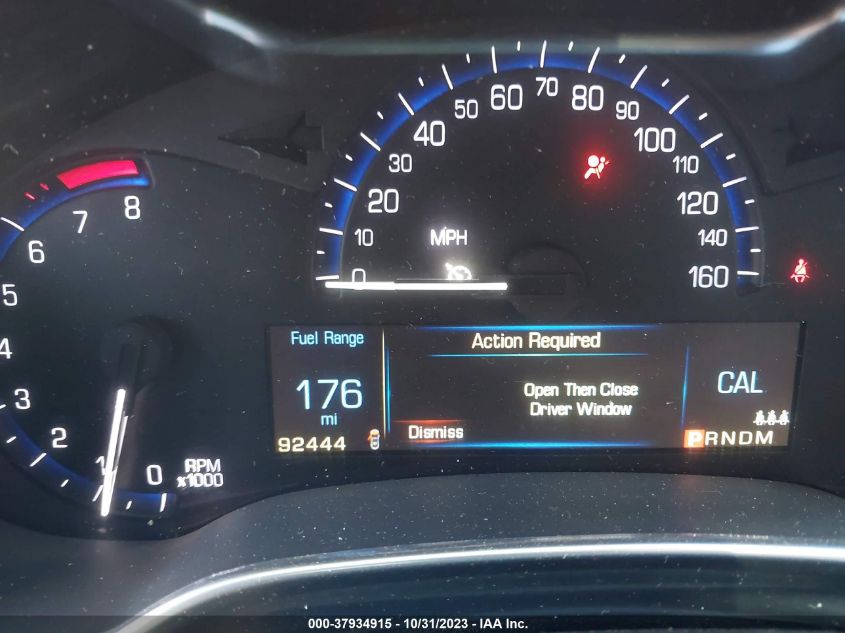 0 10 20 30 40 50 60 70 80 90 100 110 120 140 160
MPH
0 1 2 3 4 5 6 7 8
RPM
x1000
Fuel Range
176
mi
92444
Action Required
Open Then Close
Driver Window
Dismiss
CAL
PRNDM
000-37934915 - 10/31/2023 - IAA Inc.